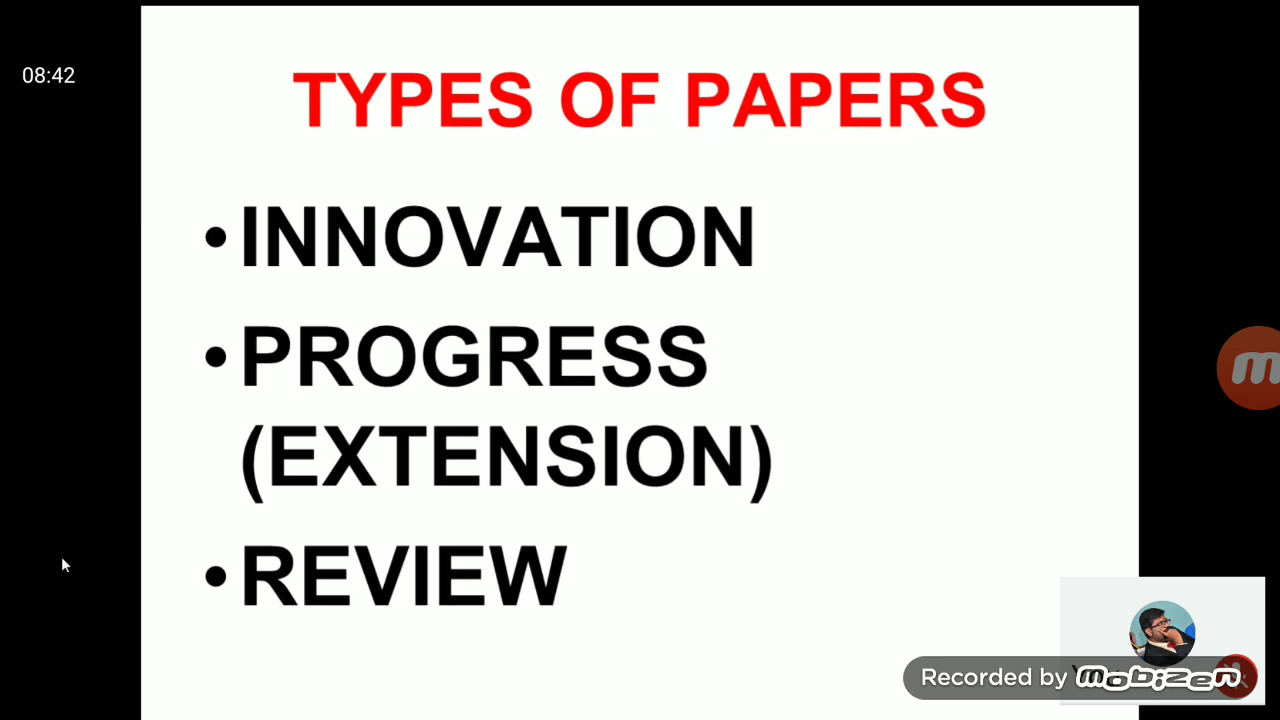 08:42
TYPES OF PAPERS
•INNOVATION
•PROGRESS
(EXTENSION)
•REVIEW
Recorded by mobizen